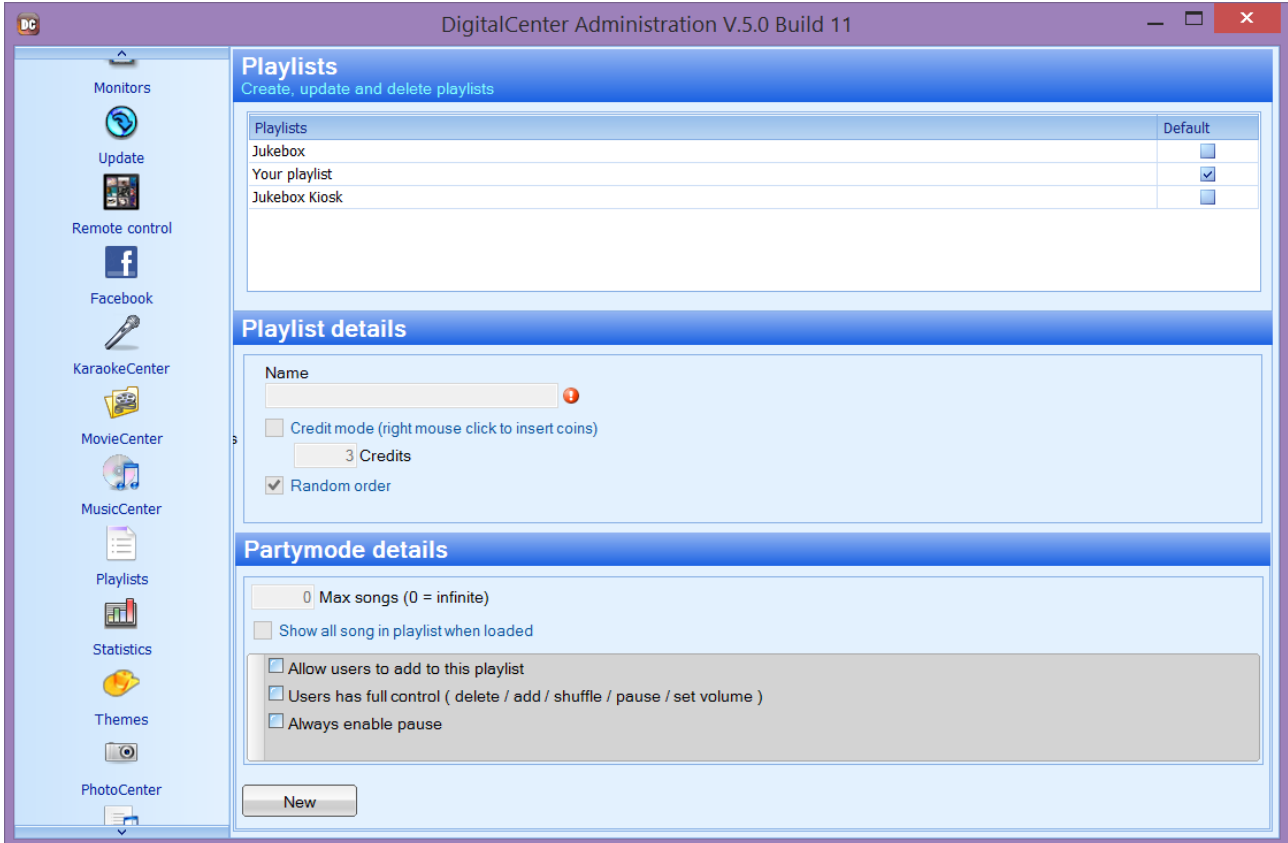 DC
DigitalCenter Administration V.5.0 Build 11
Monitors
Update
Remote control
Facebook
KaraokeCenter
MovieCenter
MusicCenter
Playlists
Statistics
Themes
PhotoCenter
Playlists
Create, update and delete playlists
Playlists Default
Jukebox
Your playlist
Jukebox Kiosk
Playlist details
Name
Credit mode (right mouse click to insert coins)
s
3 Credits
Random order
Partymode details
0 Max songs (0 = infinite)
Show all song in playlist when loaded
Allow users to add to this playlist
Users has full control ( delete / add / shuffle / pause / set volume )
Always enable pause
New